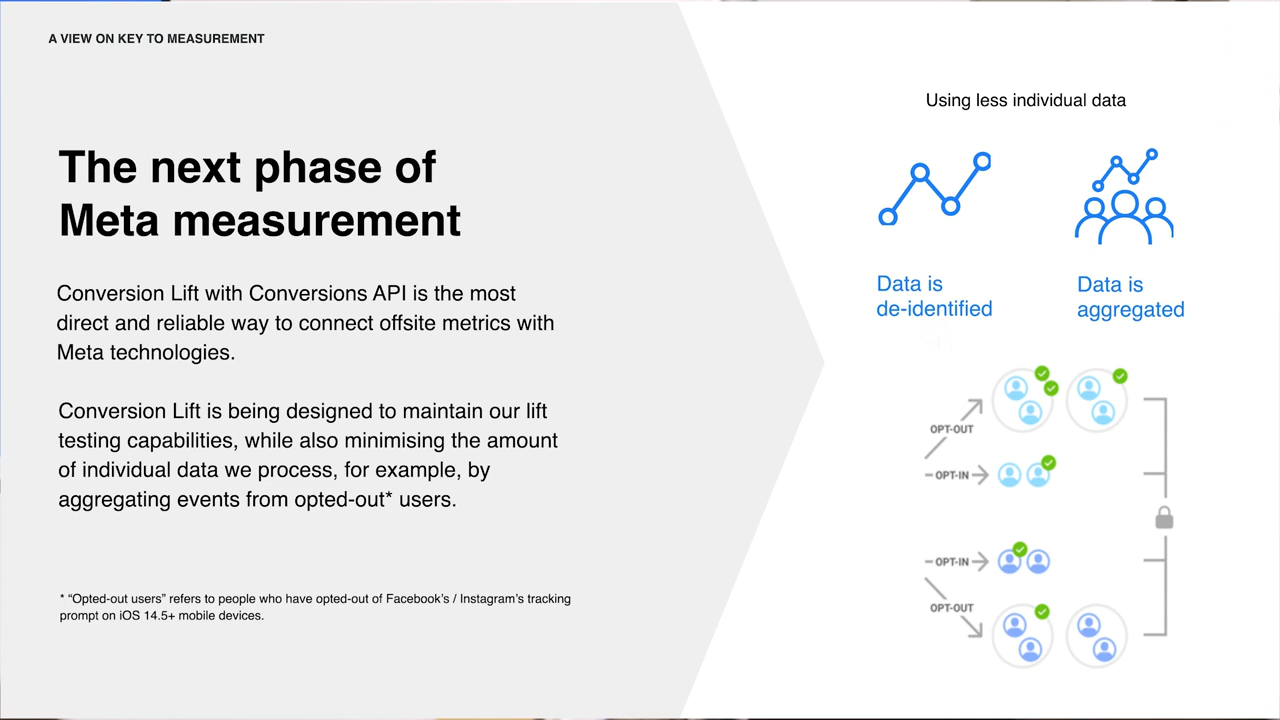 A VIEW ON KEY TO MEASUREMENT
The next phase of
Meta measurement
Conversion Lift with Conversions API is the most
direct and reliable way to connect offsite metrics with
Meta technologies.
Conversion Lift is being designed to maintain our lift
testing capabilities, while also minimising the amount
of individual data we process, for example, by
aggregating events from opted-out* users.
* “Opted-out users” refers to people who have opted-out of Facebook’s / Instagram’s tracking
prompt on iOS 14.5+ mobile devices.
Using less individual data
Data is
de-identified
Data is
aggregated
OPT-OUT
OPT-IN
OPT-IN
OPT-OUT